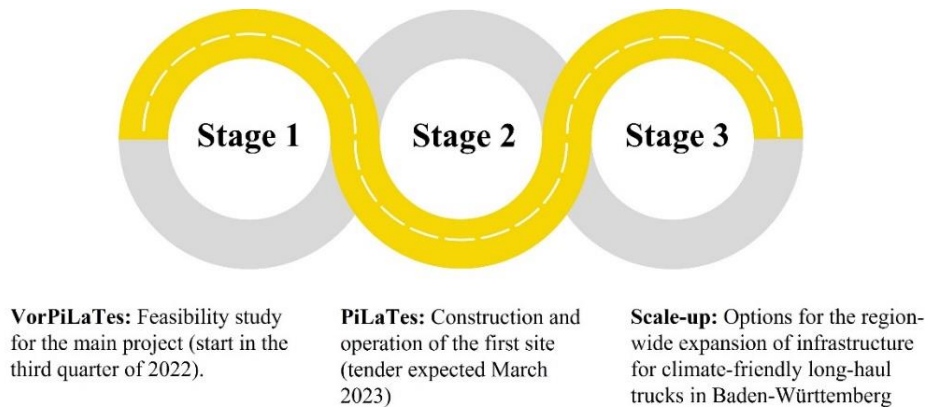 Stage 1
Stage 2
Stage 3
VorPiLaTes: Feasibility study
for the main project (start in the
third quarter of 2022).
PiLaTes: Construction and
operation of the first site
(tender expected March
2023)
Scale-up: Options for the region-
wide expansion of infrastructure
for climate-friendly long-haul
trucks in Baden-Württemberg